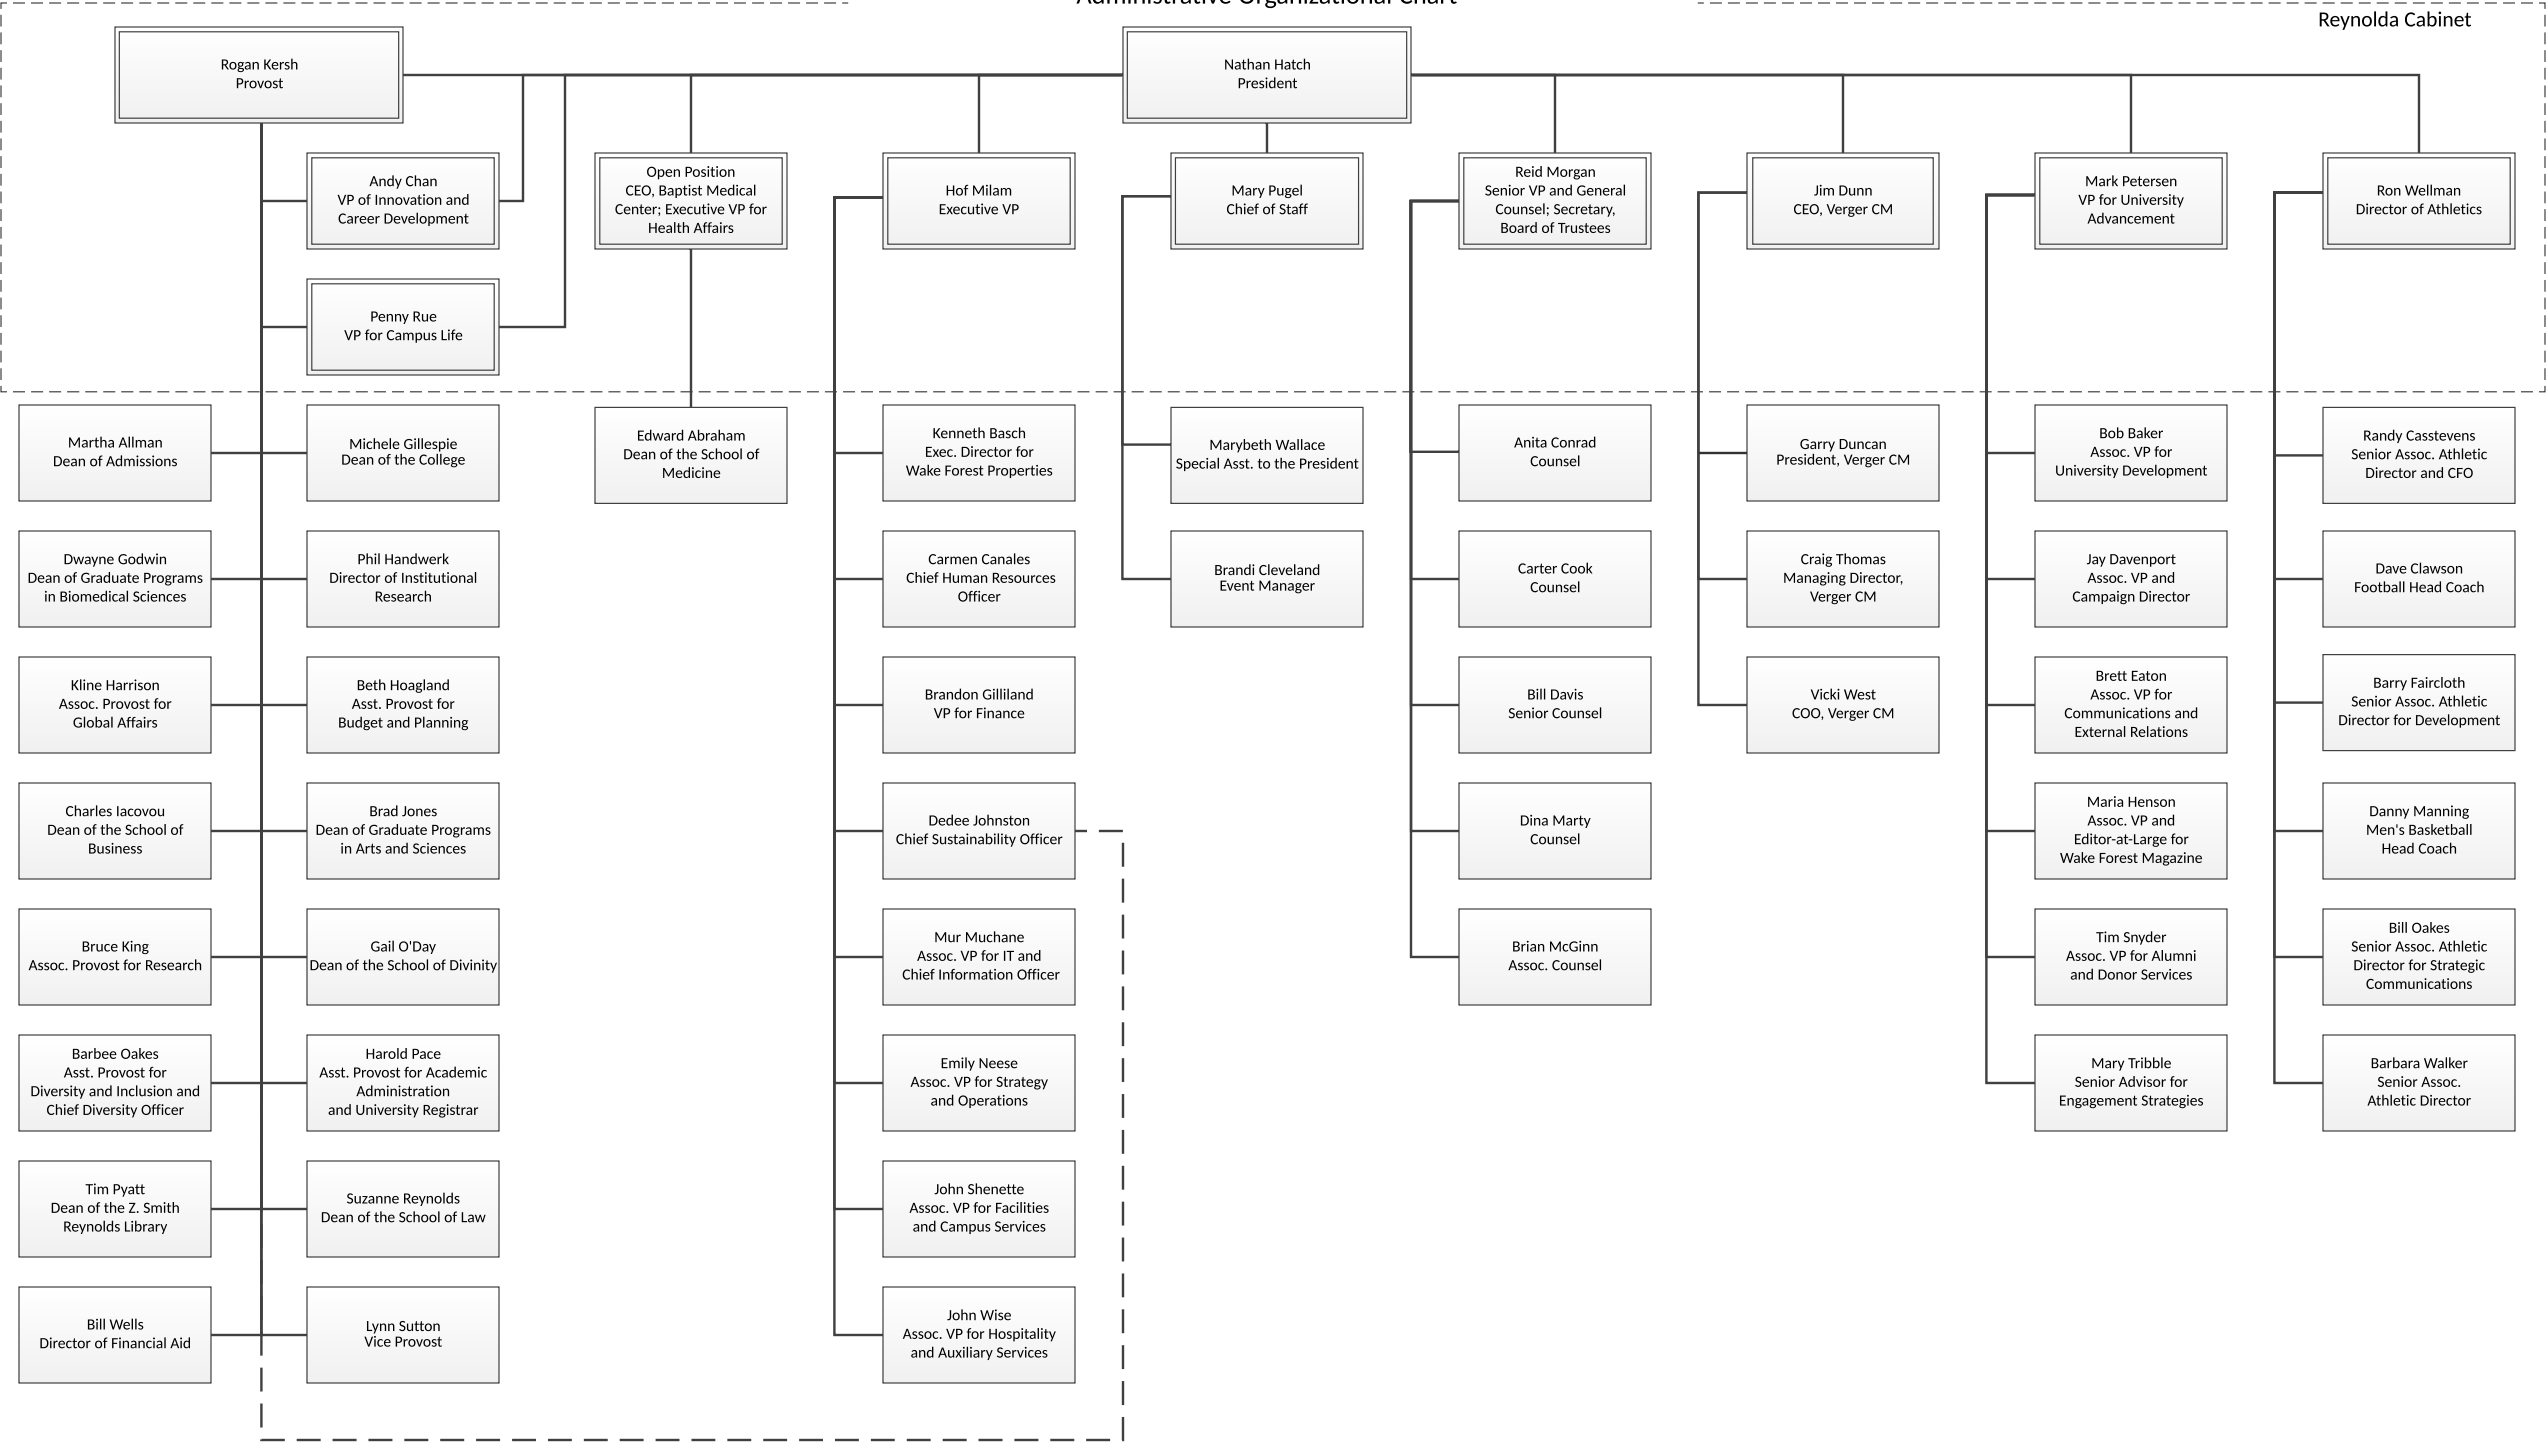 Administrative Organizational Chart
Reynolda Cabinet
Rogan Kersh
Provost
Nathan Hatch
President
Andy Chan
VP of Innovation and
Career Development
Open Position
CEO, Baptist Medical
Center; Executive VP for
Health Affairs
Hof Milam
Executive VP
Mary Pugel
Chief of Staff
Reid Morgan
Senior VP and General
Counsel; Secretary,
Board of Trustees
Jim Dunn
CEO, Verger CM
Mark Petersen
VP for University
Advancement
Ron Wellman
Director of Athletics
Penny Rue
VP for Campus Life
Martha Allman
Dean of Admissions
Michele Gillespie
Dean of the College
Edward Abraham
Dean of the School of
Medicine
Kenneth Basch
Exec. Director for
Wake Forest Properties
Marybeth Wallace
Special Asst. to the President
Anita Conrad
Counsel
Garry Duncan
President, Verger CM
Bob Baker
Assoc. VP for
University Development
Randy Casstevens
Senior Assoc. Athletic
Director and CFO
Dwayne Godwin
Dean of Graduate Programs
in Biomedical Sciences
Phil Handwerk
Director of Institutional
Research
Carmen Canales
Chief Human Resources
Officer
Brandi Cleveland
Event Manager
Carter Cook
Counsel
Craig Thomas
Managing Director,
Verger CM
Jay Davenport
Assoc. VP and
Campaign Director
Dave Clawson
Football Head Coach
Kline Harrison
Assoc. Provost for
Global Affairs
Beth Hoagland
Asst. Provost for
Budget and Planning
Brandon Gilliland
VP for Finance
Bill Davis
Senior Counsel
Vicki West
COO, Verger CM
Brett Eaton
Assoc. VP for
Communications and
External Relations
Barry Faircloth
Senior Assoc. Athletic
Director for Development
Charles Iacovou
Dean of the School of
Business
Brad Jones
Dean of Graduate Programs
in Arts and Sciences
Dedee Johnston
Chief Sustainability Officer
Dina Marty
Counsel
Maria Henson
Assoc. VP and
Editor-at-Large for
Wake Forest Magazine
Danny Manning
Men's Basketball
Head Coach
Bruce King
Assoc. Provost for Research
Gail O'Day
Dean of the School of Divinity
Mur Muchane
Assoc. VP for IT and
Chief Information Officer
Brian McGinn
Assoc. Counsel
Tim Snyder
Assoc. VP for Alumni
and Donor Services
Bill Oakes
Senior Assoc. Athletic
Director for Strategic
Communications
Barbee Oakes
Asst. Provost for
Diversity and Inclusion and
Chief Diversity Officer
Harold Pace
Asst. Provost for Academic
Administration
and University Registrar
Emily Neese
Assoc. VP for Strategy
and Operations
Mary Tribble
Senior Advisor for
Engagement Strategies
Barbara Walker
Senior Assoc.
Athletic Director
Tim Pyatt
Dean of the Z. Smith
Reynolds Library
Suzanne Reynolds
Dean of the School of Law
John Shenette
Assoc. VP for Facilities
and Campus Services
Bill Wells
Director of Financial Aid
Lynn Sutton
Vice Provost
John Wise
Assoc. VP for Hospitality
and Auxiliary Services